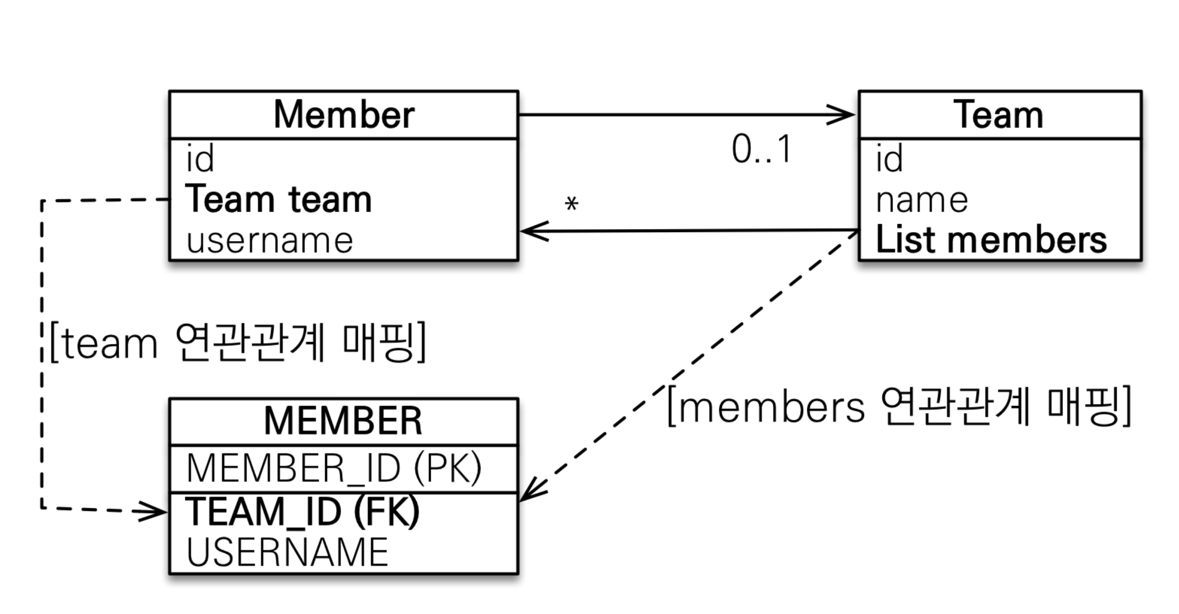 Member
id
Team team
username
0..1
*
Team
id
name
List members
[team 연관관계 매핑]
[members 연관관계 매핑]
MEMBER
MEMBER_ID (PK)
TEAM_ID (FK)
USERNAME